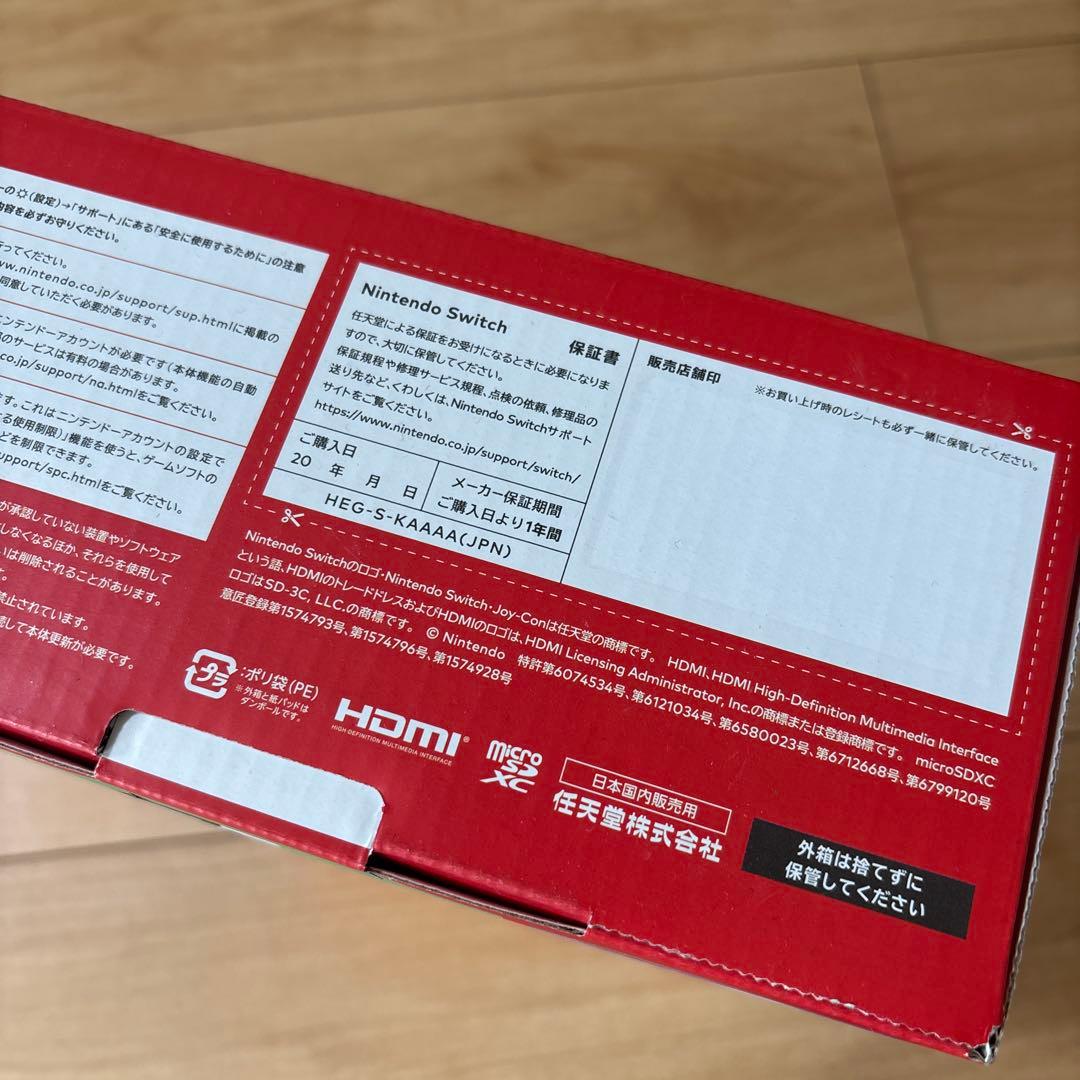 ーの☼(設定)→「サポート」にある「安全に使用するために」の注意
内容を必ずお守りください。
行ってください。
www.nintendo.co.jp/support/sup.htmlに掲載の
同意していただく必要があります。
ニンテンドーアカウントが必要です(本体機能の自動
のサービスは有料の場合があります。
co.jp/support/na.htmlをご覧ください。
ます。これはニンテンドーアカウントの設定で
る使用制限)」機能を使うと、ゲームソフトの
どを制限できます。
support/spc.htmlをご覧ください。
が承認していない装置やソフトウェア
しなくなるほか、それらを使用して
いは削除されることがあります。
禁止されています。
続して本体更新が必要です。
Nintendo Switch
保証書
任天堂による保証をお受けになるときに必要になりま
すので、大切に保管してください。
保証規程や修理サービス規程、点検の依頼、修理品の
送り先など、くわしくは、Nintendo Switchサポート
サイトをご覧ください。
https://www.nintendo.co.jp/support/switch/
ご購入日
20 年 月 日
メーカー保証期間
ご購入日より1年間
HEG-S-KAAAA(JPN)
販売店舗印
※お買い上げ時のレシートも必ず一緒に保管してください。
Nintendo Switchのロゴ・Nintendo Switch・Joy-Conは任天堂の商標です。 HDMI、HDMI High-Definition Multimedia Interface
という語、HDMIのトレードドレスおよびHDMIのロゴは、HDMI Licensing Administrator, Inc.の商標または登録商標です。 microSDXC
ロゴはSD-3C, LLC.の商標です。 © Nintendo 特許第6074534号、第6121034号、第6580023号、第6712668号、第6799120号
意匠登録第1574793号、第1574796号、第1574928号
プラ
:ポリ袋(PE)
※外箱と紙パッドは
ダンボールです。
HDMI®
HIGH DEFINITION MULTIMEDIA INTERFACE
micro
SD
XC
日本国内販売用
任天堂株式会社
外箱は捨てずに
保管してください